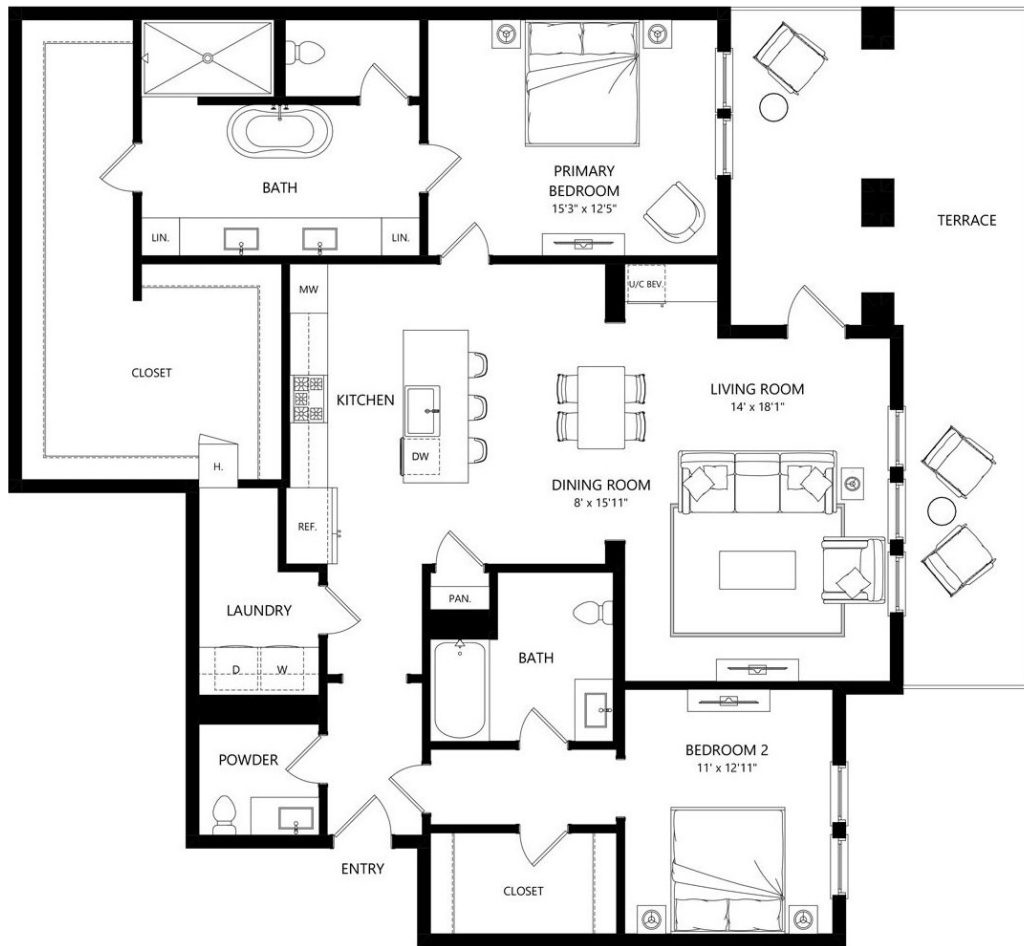 PRIMARY
BEDROOM
15'3" x 12'5"
BATH
LIN.
LIN.
TERRACE
MW
U/C BEV.
CLOSET
KITCHEN
LIVING ROOM
14' x 18'1"
DW
H.
DINING ROOM
8' x 15'11"
REF.
PAN.
LAUNDRY
BATH
D
W
POWDER
BEDROOM 2
11' x 12'11"
ENTRY
CLOSET